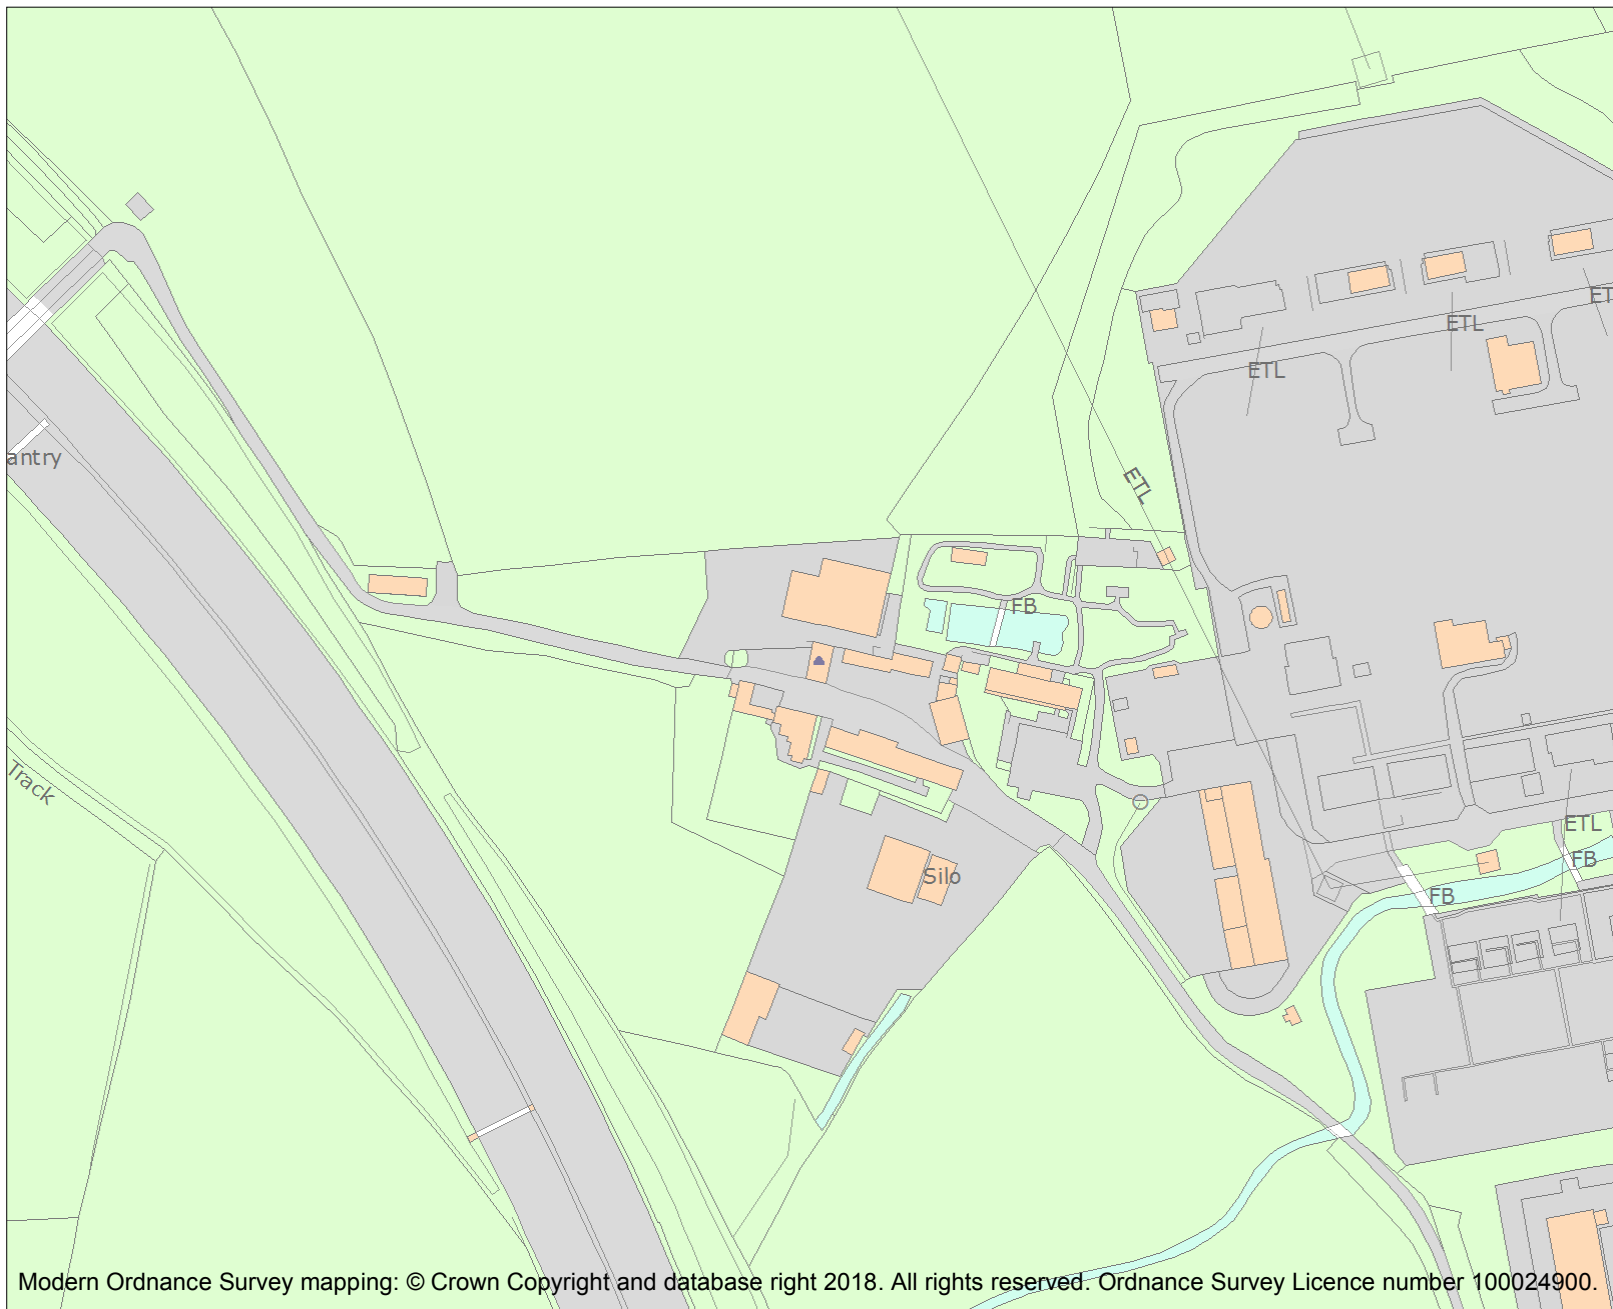 ET
ETL
ETL
antry
ETL
FB
Track
ETL
FB
Silo
FB
Modern Ordnance Survey mapping: © Crown Copyright and database right 2018. All rights reserved. Ordnance Survey Licence number 100024900.